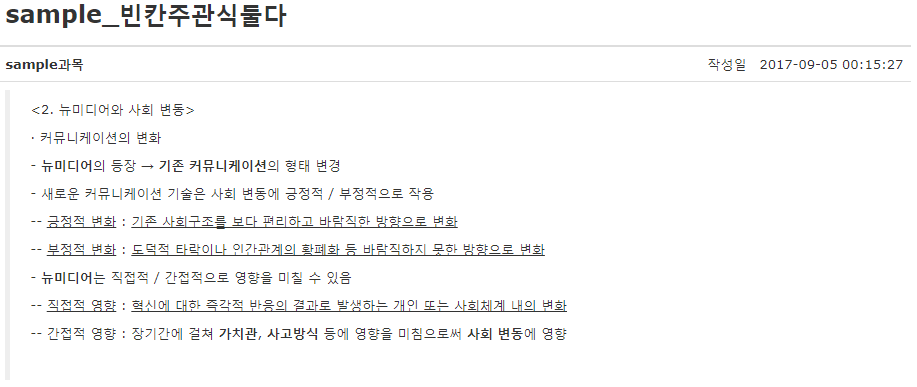 sample_빈칸주관식둘다
sample과목 작성일 2017-09-05 00:15:27
<2. 뉴미디어와 사회 변동>
· 커뮤니케이션의 변화
- 뉴미디어의 등장 → 기존 커뮤니케이션의 형태 변경
- 새로운 커뮤니케이션 기술은 사회 변동에 긍정적 / 부정적으로 작용
-- 긍정적 변화 : 기존 사회구조를 보다 편리하고 바람직한 방향으로 변화
-- 부정적 변화 : 도덕적 타락이나 인간관계의 황폐화 등 바람직하지 못한 방향으로 변화
- 뉴미디어는 직접적 / 간접적으로 영향을 미칠 수 있음
-- 직접적 영향 : 혁신에 대한 즉각적 반응의 결과로 발생하는 개인 또는 사회체계 내의 변화
-- 간접적 영향 : 장기간에 걸쳐 가치관, 사고방식 등에 영향을 미침으로써 사회 변동에 영향